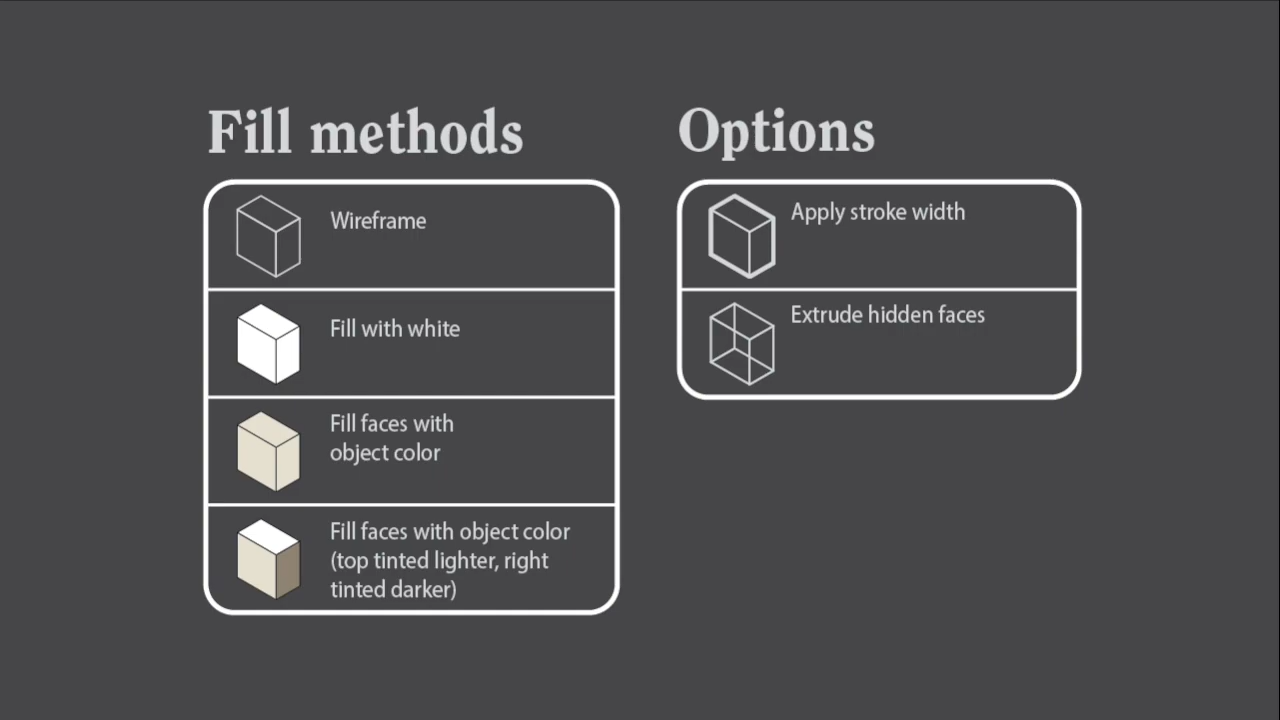 Fill methods
Wireframe
Fill with white
Fill faces with
object color
Fill faces with object color
(top tinted lighter, right
tinted darker)
Options
Apply stroke width
Extrude hidden faces